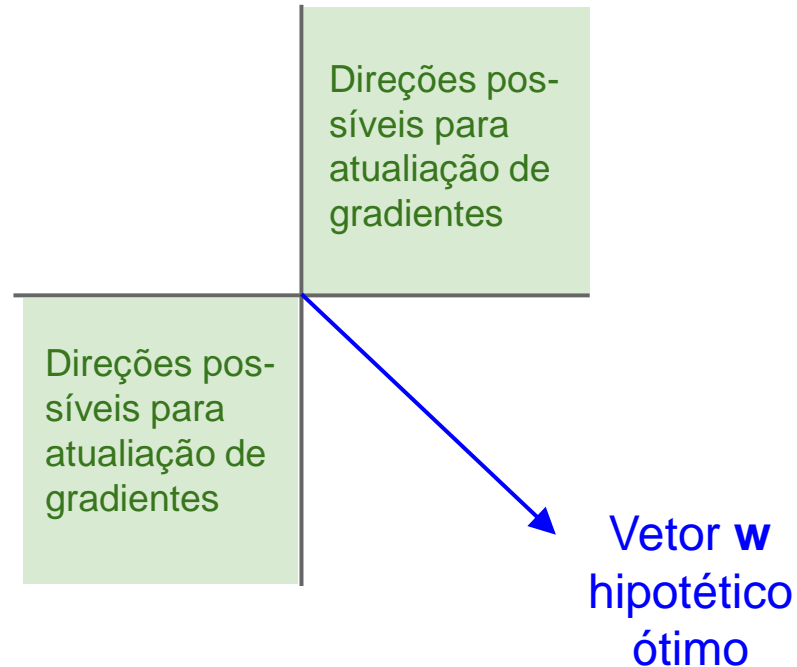 Direções pos-
síveis para
atualiação de
gradientes
Direções pos-
síveis para
atualiação de
gradientes
Vetor w
hipotético
ótimo